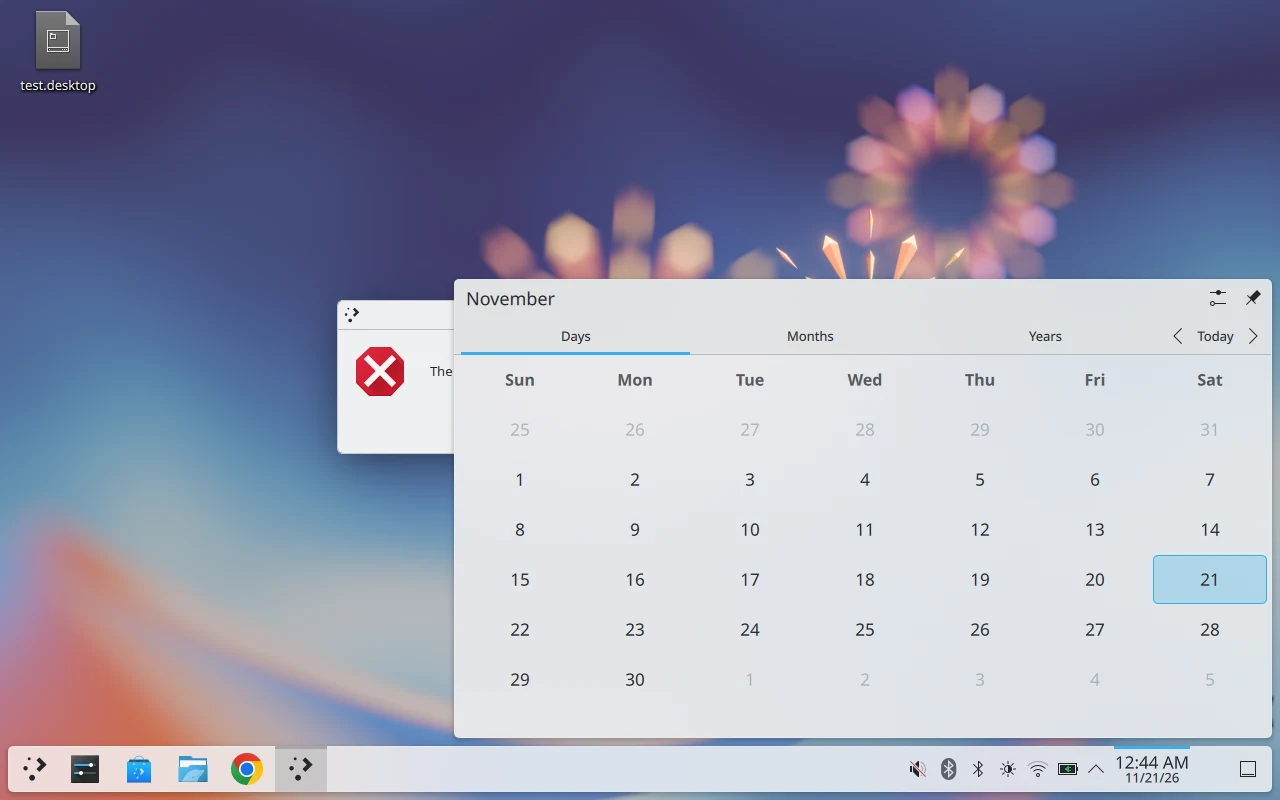 test.desktop
The
November
Days Months Years Today
Sun Mon Tue Wed Thu Fri Sat
25 26 27 28 29 30 31
1 2 3 4 5 6 7
8 9 10 11 12 13 14
15 16 17 18 19 20 21
22 23 24 25 26 27 28
29 30 1 2 3 4 5
12:44 AM
11/21/26